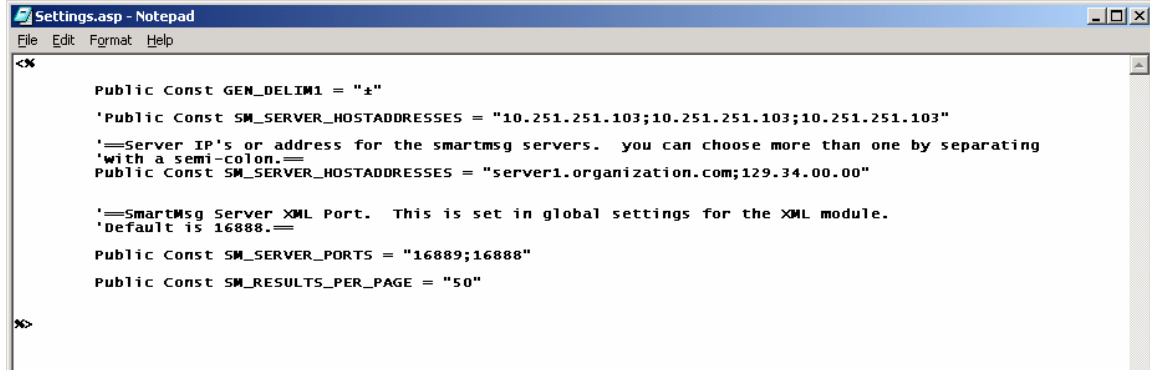 Settings.asp - Notepad
File Edit Format Help
<%
Public Const GEN_DELIM1 = "±"
'Public Const SM_SERVER_HOSTADDRESSES = "10.251.251.103;10.251.251.103;10.251.251.103"
'==Server IP's or address for the smartmsg servers.  you can choose more than one by separating
'with a semi-colon.==
Public Const SM_SERVER_HOSTADDRESSES = "server1.organization.com;129.34.00.00"
'==SmartMsg Server XML Port.  This is set in global settings for the XML module.
'Default is 16888.==
Public Const SM_SERVER_PORTS = "16889;16888"
Public Const SM_RESULTS_PER_PAGE = "50"
%>